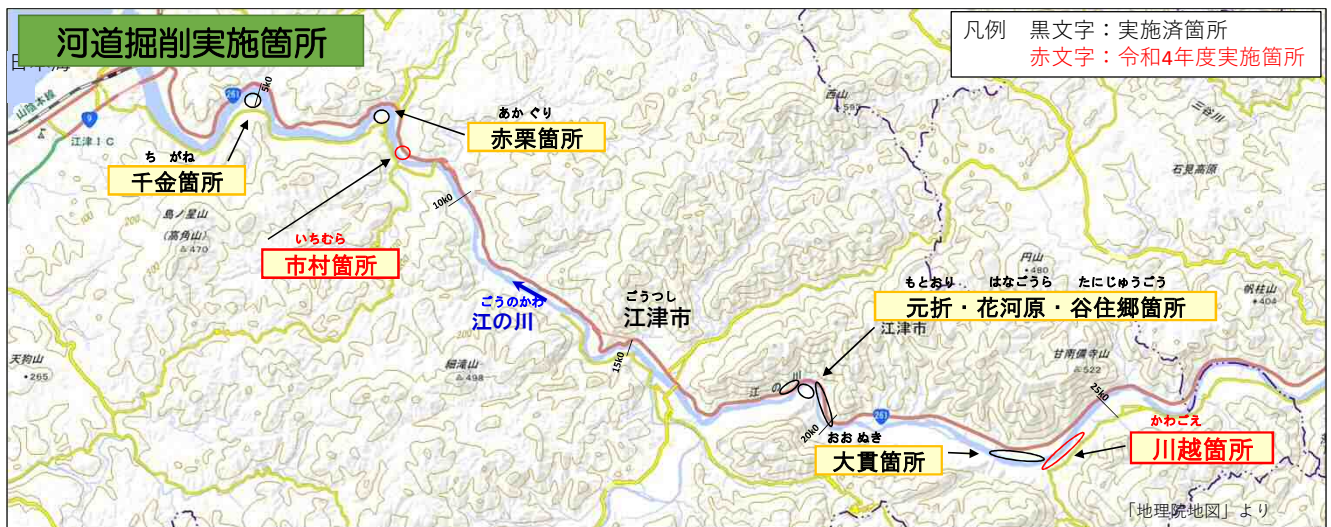 河道掘削実施箇所
凡例 黒文字：実施済箇所
赤文字：令和4年度実施箇所
山陰本線
9
江津IC
261
5k0
ち がね
千金箇所
あか ぐり
赤栗箇所
西山
石見高原
三谷川
島ノ星山
(高角山)
470
いちむら
市村箇所
10k0
ごうのかわ
江の川
ごうつし
江津市
もとおり はなごうら たにじゅうごう
元折・花河原・谷住郷箇所
円山
480
帆柱山
404
江津市
天狗山
265
498
15k0
江の川
甘南備寺山
522
20k0
261
25k0
おお ぬき
大貫箇所
かわごえ
川越箇所
「地理院地図」より